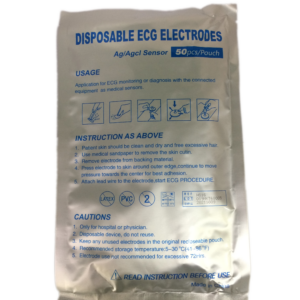 DISPOSABLE ECG ELECTRODES
Ag/Agcl Sensor 50pcs/Pouch
USAGE
Application for ECG monitoring or diagnosis with the connected
equipment as medical sensors.
INSTRUCTION AS ABOVE
1. Patient skin should be clean and dry and free excessive hair
2. Use medical sandpaper to remove the skin cutin.
3. Remove electrode from backing material.
4. Press electrode to skin around outer edge, continue to move
pressure towards the center for best adhesion.
5. Attach lead wire to the electrode start ECG PROCEDURE
LATEX PVC 2
CAUTIONS
1. Only for hospital or physician.
2. Disposable device, do not reuse.
3. Keep any unused electrodes in the original pouch.
4. Recommended storage temperature:5-30°C
5. Electrode not recommended for excessive 72hrs.
READ INSTRUCTION BEFORE USE